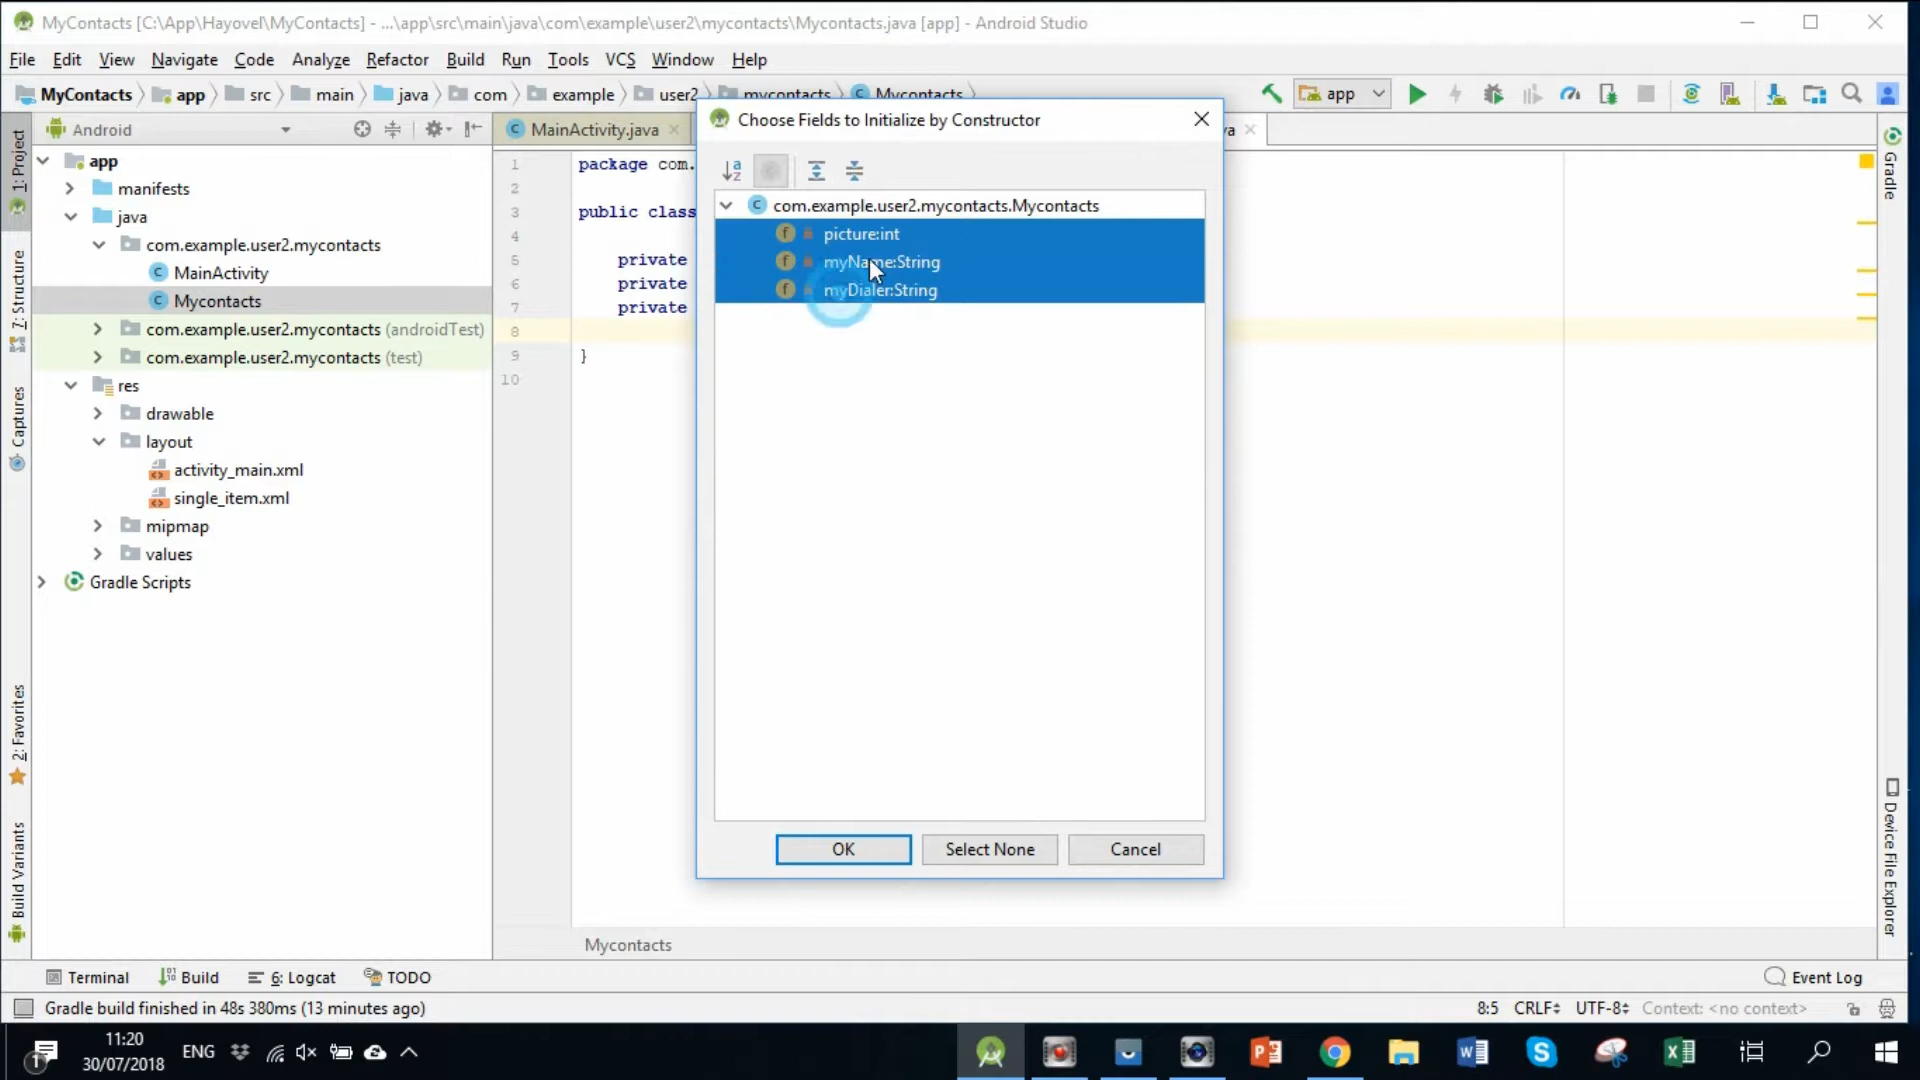 MyContacts [C:\App\Hayovel\MyContacts] - ...\app\src\main\java\com\example\user2\mycontacts\Mycontacts.java [app] - Android Studio
File Edit View Navigate Code Analyze Refactor Build Run Tools VCS Window Help
MyContacts app src main java com example user2 mycontacts Mycontacts app
Android
MainActivity.java
Choose Fields to Initialize by Constructor
com.example.user2.mycontacts.Mycontacts
picture:int
myName:String
myDialer:String
OK Select None Cancel
1 package com.
2
3 public class
4
5 private
6 private
7 private
8
9 }
10
Mycontacts
app
manifests
java
com.example.user2.mycontacts
MainActivity
Mycontacts
com.example.user2.mycontacts (androidTest)
com.example.user2.mycontacts (test)
res
drawable
layout
activity_main.xml
single_item.xml
mipmap
values
Gradle Scripts
1: Project
7: Structure
Captures
2: Favorites
Build Variants
Gradle
Device File Explorer
Terminal Build 6: Logcat TODO Event Log
Gradle build finished in 48s 380ms (13 minutes ago) 8:5 CRLF UTF-8 Context: <no context>
1
11:20
30/07/2018
ENG